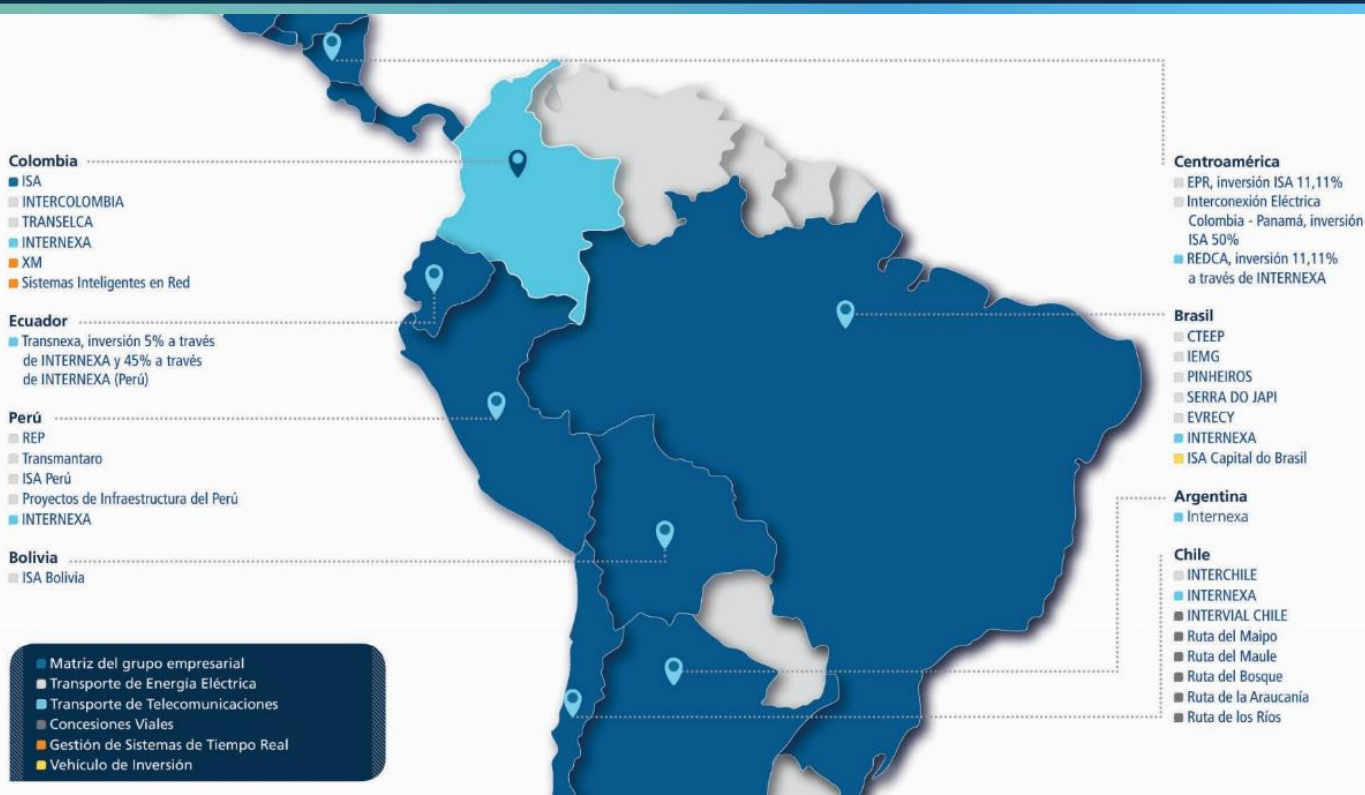 Colombia
ISA
INTERCOLOMBIA
TRANSELCA
INTERNEXA
XM
Sistemas Inteligentes en Red
Ecuador
Transnexa, inversión 5% a través
de INTERNEXA y 45% a través
de INTERNEXA (Perú)
Perú
REP
Transmantaro
ISA Perú
Proyectos de Infraestructura del Perú
INTERNEXA
Bolivia
ISA Bolivia
Matriz del grupo empresarial
Transporte de Energía Eléctrica
Transporte de Telecomunicaciones
Concesiones Viales
Gestión de Sistemas de Tiempo Real
Vehículo de Inversión
Centroamérica
EPR, inversión ISA 11,11%
Interconexión Eléctrica
Colombia - Panamá, inversión
ISA 50%
REDCA, inversión 11,11%
a través de INTERNEXA
Brasil
CTEEP
IEMG
PINHEIROS
SERRA DO JAPI
EVRECY
INTERNEXA
ISA Capital do Brasil
Argentina
Internexa
Chile
INTERCHILE
INTERNEXA
INTERVIAL CHILE
Ruta del Maipo
Ruta del Maule
Ruta del Bosque
Ruta de la Araucanía
Ruta de los Ríos